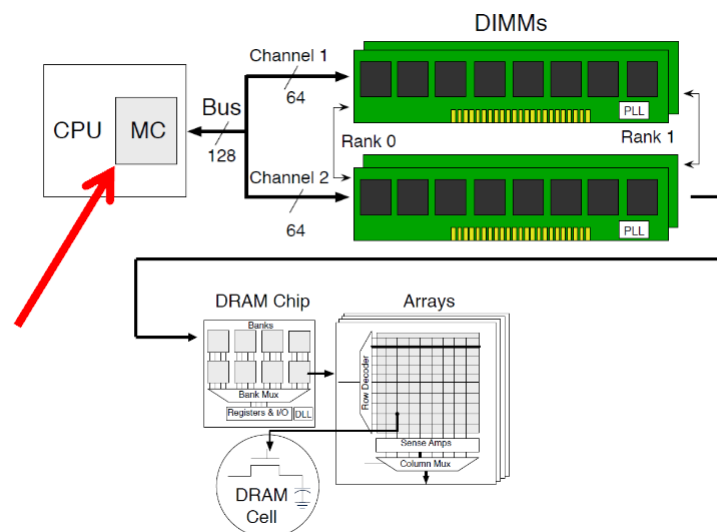 DIMMs
Channel 1
64
Bus
128
CPU
MC
PLL
Rank 0
Rank 1
Channel 2
64
PLL
DRAM Chip
Arrays
Banks
Bank Mux
Registers & I/O
DLL
Row Decoder
Sense Amps
Column Mux
DRAM
Cell